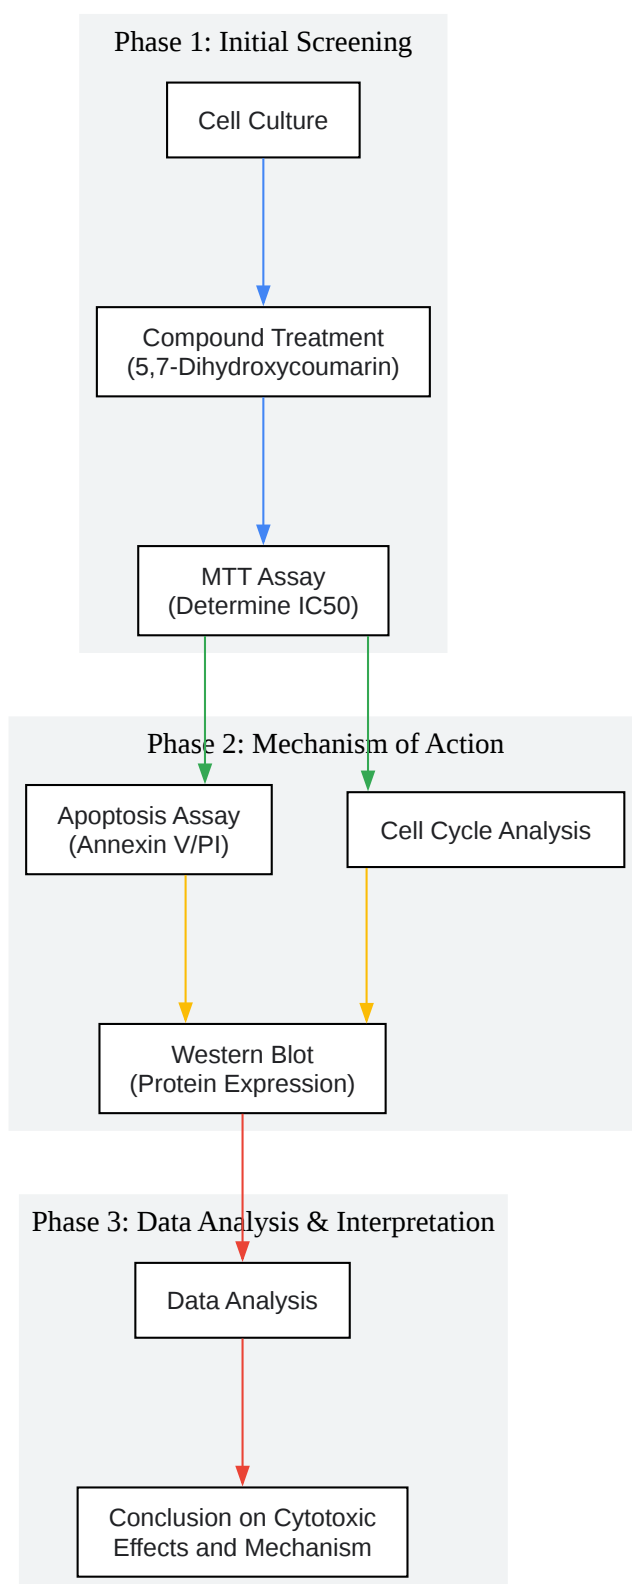 Phase 1: Initial Screening
Cell Culture
Compound Treatment
(5,7-Dihydroxycoumarin)
MTT Assay
(Determine IC50)
Phase 2: Mechanism of Action
Apoptosis Assay
(Annexin V/PI)
Cell Cycle Analysis
Western Blot
(Protein Expression)
Phase 3: Data Analysis & Interpretation
Data Analysis
Conclusion on Cytotoxic
Effects and Mechanism